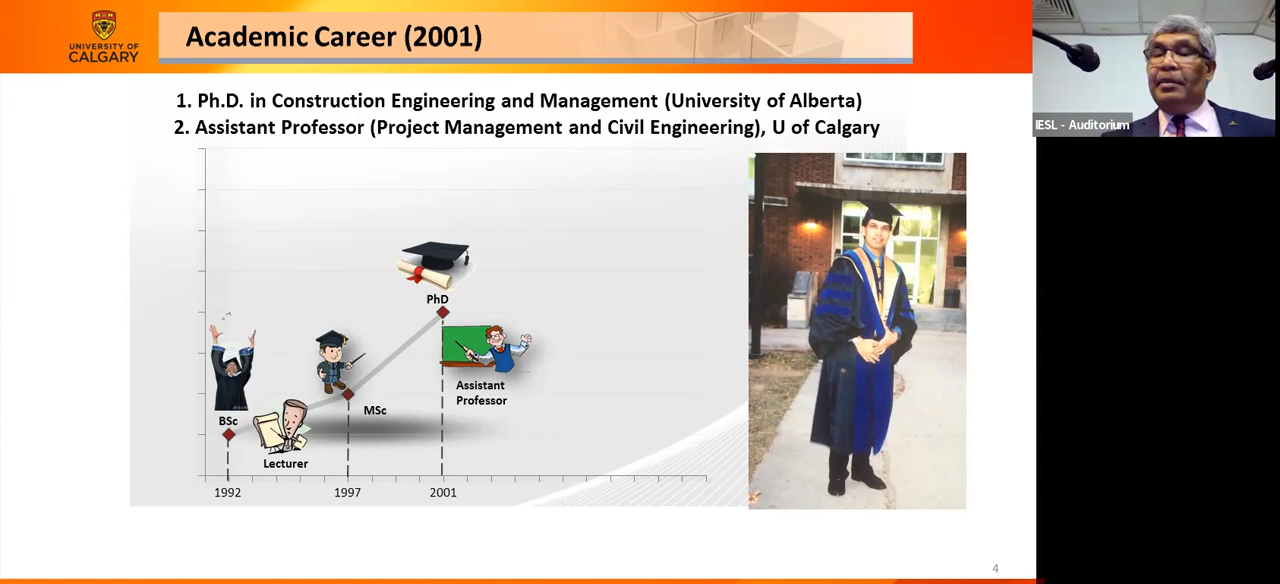 UNIVERSITY OF
CALGARY
Academic Career (2001)
1. Ph.D. in Construction Engineering and Management (University of Alberta)
2. Assistant Professor (Project Management and Civil Engineering), U of Calgary
IESL - Auditorium
PhD
Assistant
Professor
MSc
BSc
Lecturer
1992
1997
2001
4